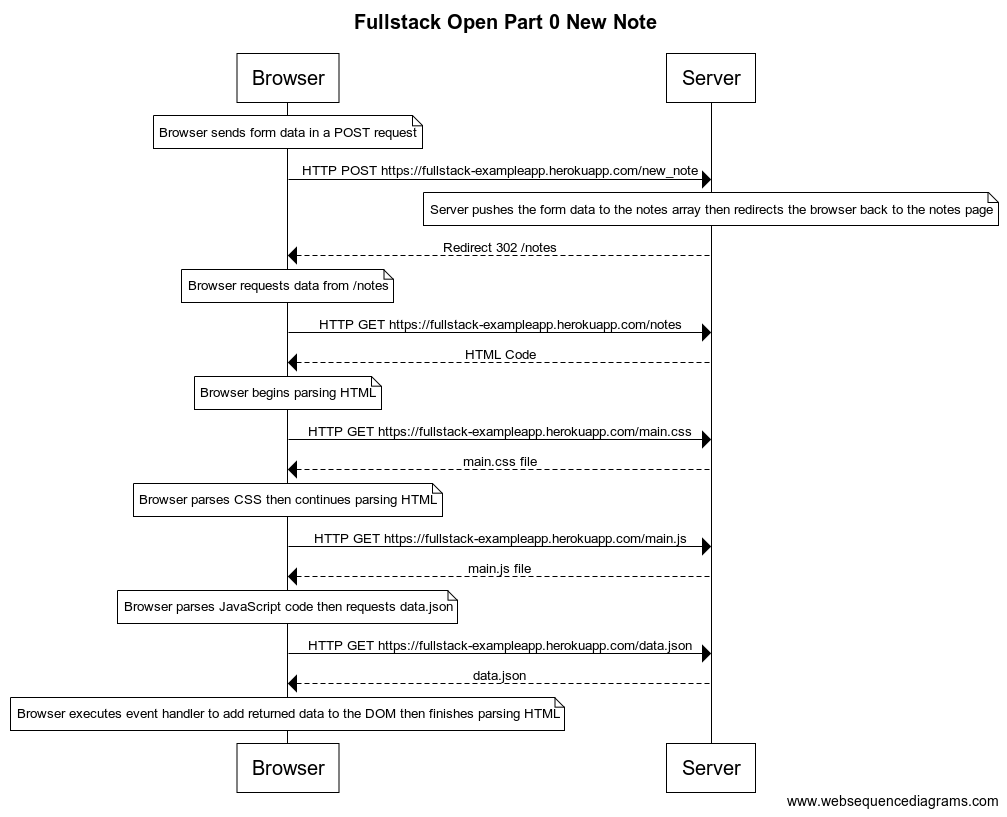 Fullstack Open Part 0 New Note
Browser
Server
Browser sends form data in a POST request
HTTP POST https://fullstack-exampleapp.herokuapp.com/new_note
Server pushes the form data to the notes array then redirects the browser back to the notes page
Redirect 302 /notes
Browser requests data from /notes
HTTP GET https://fullstack-exampleapp.herokuapp.com/notes
HTML Code
Browser begins parsing HTML
HTTP GET https://fullstack-exampleapp.herokuapp.com/main.css
main.css file
Browser parses CSS then continues parsing HTML
HTTP GET https://fullstack-exampleapp.herokuapp.com/main.js
main.js file
Browser parses JavaScript code then requests data.json
HTTP GET https://fullstack-exampleapp.herokuapp.com/data.json
data.json
Browser executes event handler to add returned data to the DOM then finishes parsing HTML
Browser
Server
www.websequencediagrams.com